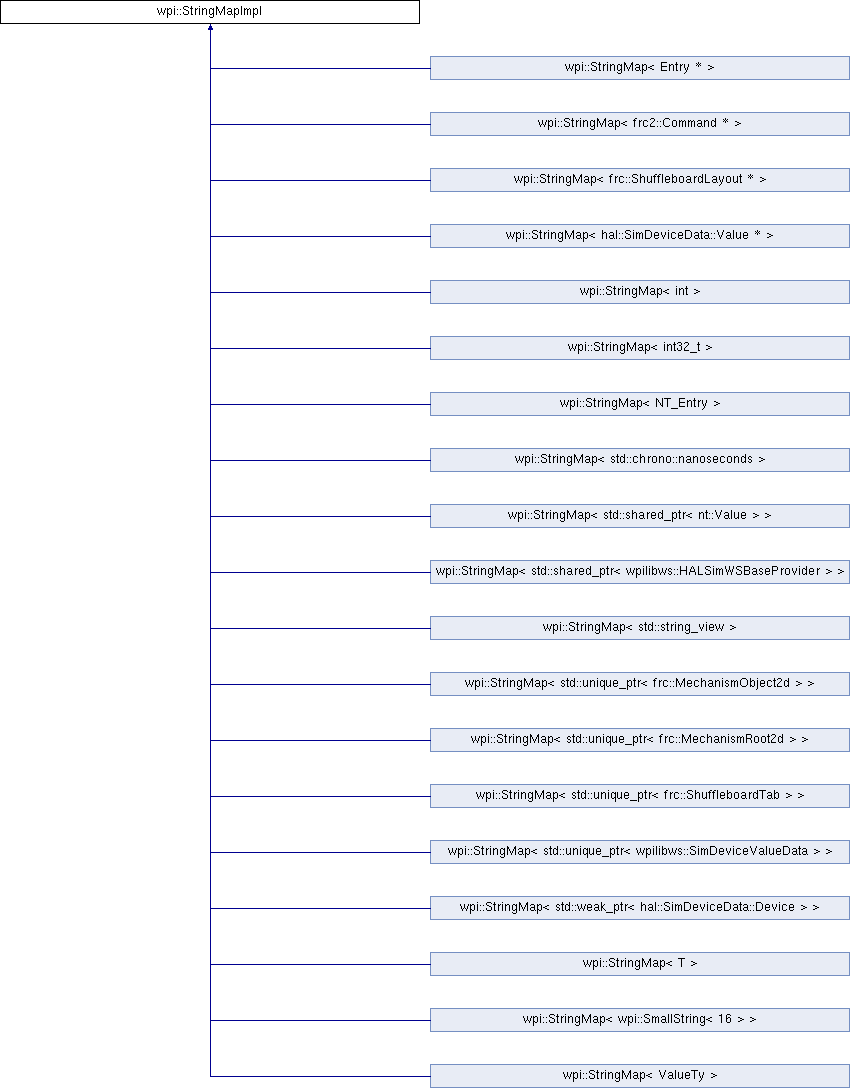 wpi::StringMapImpl
wpi::StringMap< Entry * >
wpi::StringMap< frc2::Command * >
wpi::StringMap< frc::ShuffleboardLayout * >
wpi::StringMap< hal::SimDeviceData::Value * >
wpi::StringMap< int >
wpi::StringMap< int32_t >
wpi::StringMap< NT_Entry >
wpi::StringMap< std::chrono::nanoseconds >
wpi::StringMap< std::shared_ptr< nt::Value > >
wpi::StringMap< std::shared_ptr< wpilibws::HALSimWSBaseProvider > >
wpi::StringMap< std::string_view >
wpi::StringMap< std::unique_ptr< frc::MechanismObject2d > >
wpi::StringMap< std::unique_ptr< frc::MechanismRoot2d > >
wpi::StringMap< std::unique_ptr< frc::ShuffleboardTab > >
wpi::StringMap< std::unique_ptr< wpilibws::SimDeviceValueData > >
wpi::StringMap< std::weak_ptr< hal::SimDeviceData::Device > >
wpi::StringMap< T >
wpi::StringMap< wpi::SmallString< 16 > >
wpi::StringMap< ValueTy >